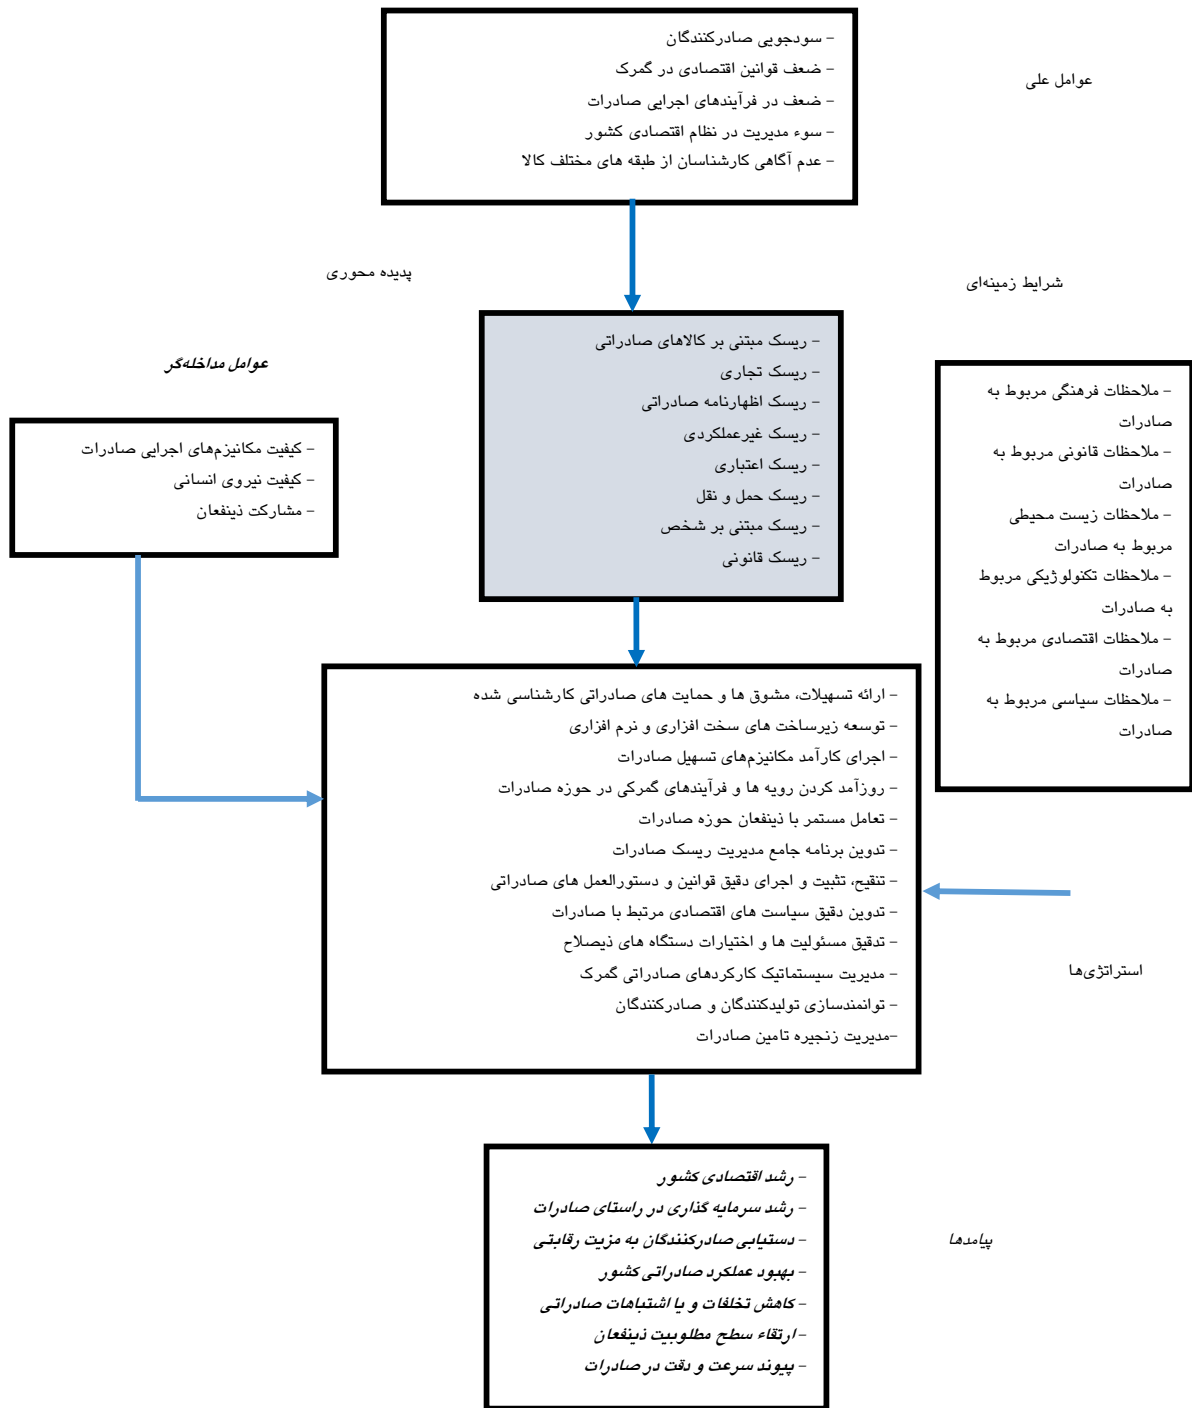 – سودجویی صادرکنندگان
– ضعف قوانین اقتصادی در گمرک
– ضعف در فرآیندهای اجرایی صادرات
– سوء مدیریت در نظام اقتصادی کشور
– عدم آگاهی کارشناسان از طبقه های مختلف کالا
عوامل علی
پدیده محوری
شرایط زمینه‌ای
– ریسک مبتنی بر کالاهای صادراتی
– ریسک تجاری
– ریسک اظهارنامه صادراتی
– ریسک غیرعملکردی
– ریسک اعتباری
– ریسک حمل و نقل
– ریسک مبتنی بر شخص
– ریسک قانونی
عوامل مداخله‌گر
– کیفیت مکانیزم‌های اجرایی صادرات
– کیفیت نیروی انسانی
– مشارکت ذینفعان
– ملاحظات فرهنگی مربوط به
صادرات
– ملاحظات قانونی مربوط به
صادرات
– ملاحظات زیست محیطی
مربوط به صادرات
– ملاحظات تکنولوژیکی مربوط
به صادرات
– ملاحظات اقتصادی مربوط به
صادرات
– ملاحظات سیاسی مربوط به
صادرات
– ارائه تسهیلات، مشوق ها و حمایت های صادراتی کارشناسی شده
– توسعه زیرساخت های سخت افزاری و نرم افزاری
– اجرای کارآمد مکانیزم‌های تسهیل صادرات
– روزآمد کردن رویه ها و فرآیندهای گمرکی در حوزه صادرات
– تعامل مستمر با ذینفعان حوزه صادرات
– تدوین برنامه جامع مدیریت ریسک صادرات
– تنقیح، تثبیت و اجرای دقیق قوانین و دستورالعمل های صادراتی
– تدوین دقیق سیاست های اقتصادی مرتبط با صادرات
– تدقیق مسئولیت ها و اختیارات دستگاه های ذیصلاح
– مدیریت سیستماتیک کارکردهای صادراتی گمرک
– توانمندسازی تولیدکنندگان و صادرکنندگان
–مدیریت زنجیره تامین صادرات
استراتژی‌ها
– رشد اقتصادی کشور
– رشد سرمایه گذاری در راستای صادرات
– دستیابی صادرکنندگان به مزیت رقابتی
– بهبود عملکرد صادراتی کشور
– کاهش تخلفات و یا اشتباهات صادراتی
– ارتقاء سطح مطلوبیت ذینفعان
– پیوند سرعت و دقت در صادرات
پیامدها